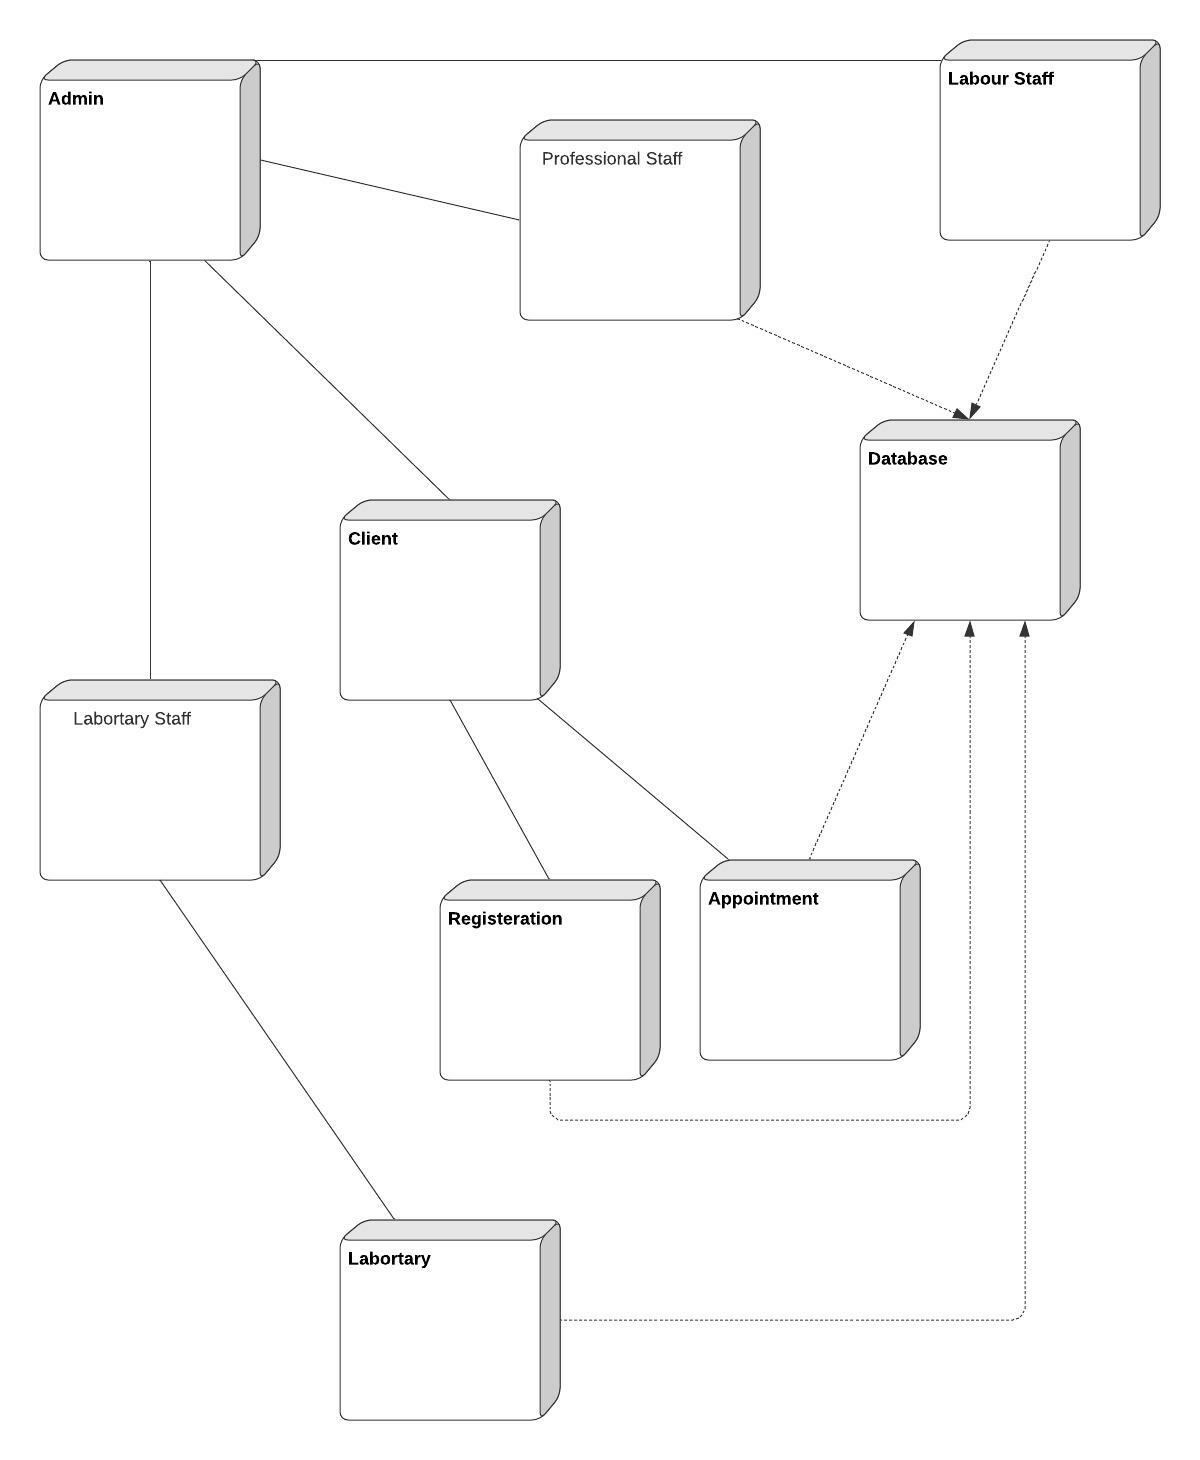 Labour Staff
Admin
Professional Staff
Database
Client
Labortary Staff
Appointment
Registeration
Labortary